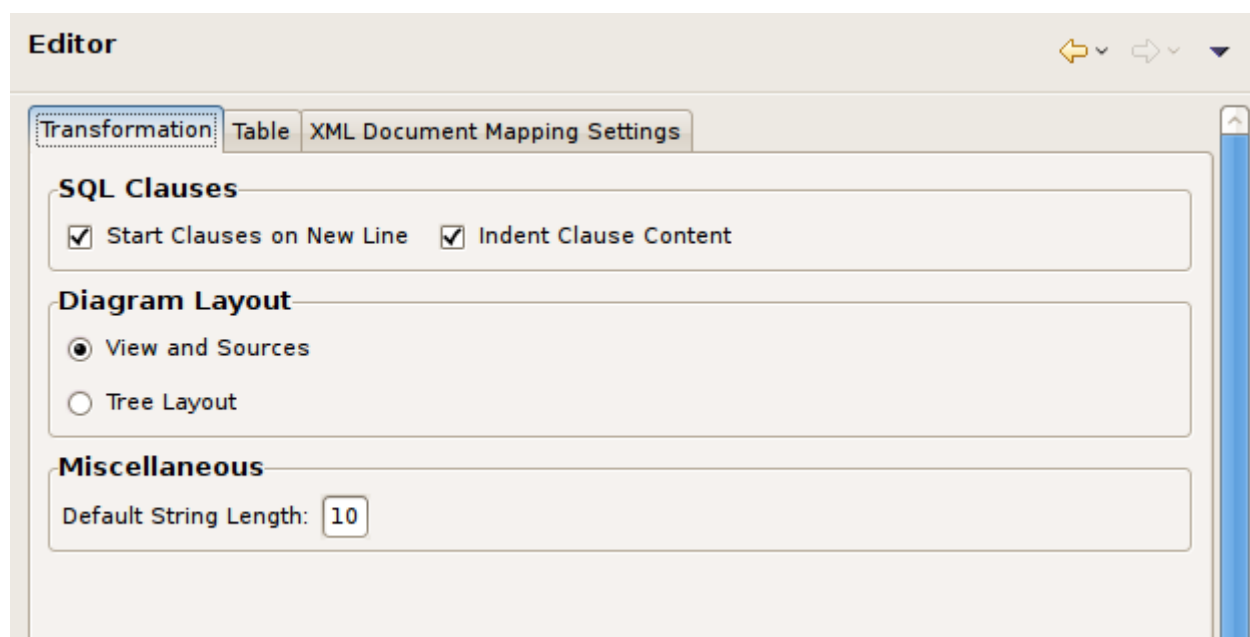 Editor
Transformation Table XML Document Mapping Settings
SQL Clauses
Start Clauses on New Line Indent Clause Content
Diagram Layout
View and Sources
Tree Layout
Miscellaneous
Default String Length: 10